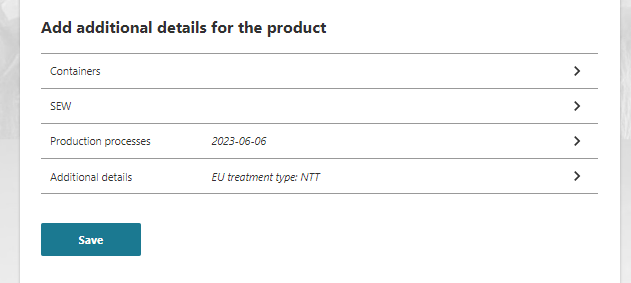 Add additional details for the product
Containers
SEW
Production processes 2023-06-06
Additional details EU treatment type: NTT
Save